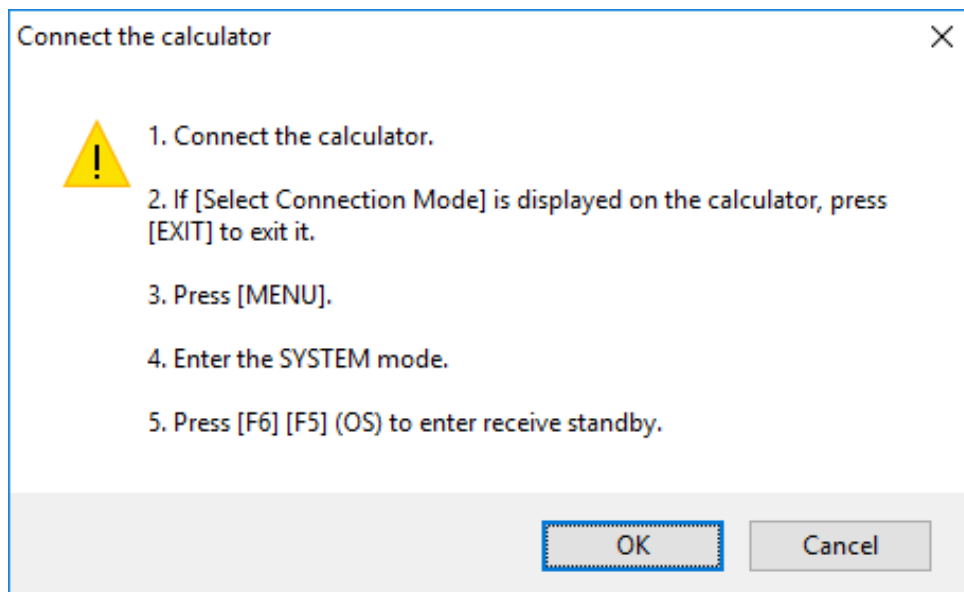 Connect the calculator
1. Connect the calculator.
2. If [Select Connection Mode] is displayed on the calculator, press
[EXIT] to exit it.
3. Press [MENU].
4. Enter the SYSTEM mode.
5. Press [F6] [F5] (OS) to enter receive standby.
OK
Cancel